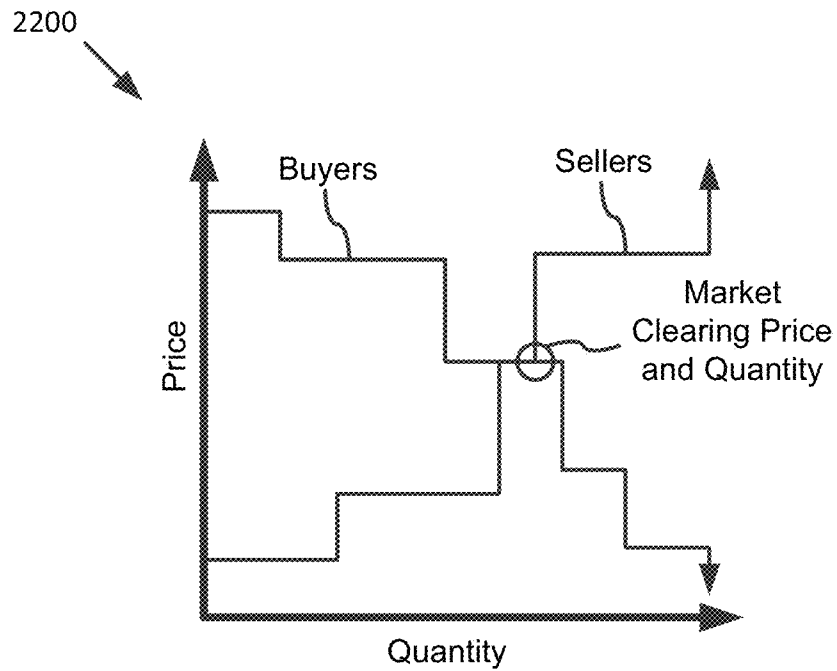 2200
Buyers
Sellers
Market
Clearing Price
and Quantity
Price
Quantity